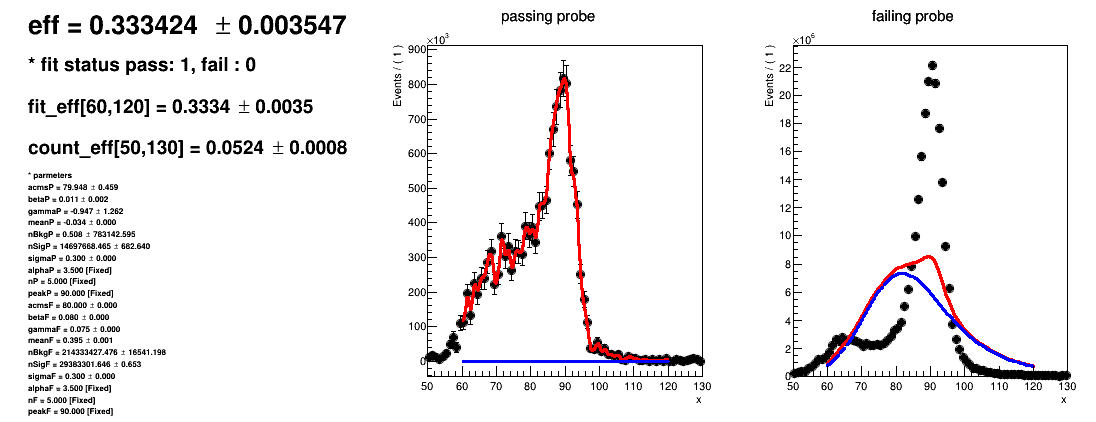 eff = 0.333424 ± 0.003547
* fit status pass: 1, fail : 0
fit_eff[60,120] = 0.3334 ± 0.0035
count_eff[50,130] = 0.0524 ± 0.0008
* parmeters
acmsP = 79.948 ± 0.459
betaP = 0.011 ± 0.002
gammaP = -0.947 ± 1.262
meanP = -0.034 ± 0.000
nBkgP = 0.508 ± 783142.595
nSigP = 14697668.465 ± 682.640
sigmaP = 0.300 ± 0.000
alphaP = 3.500 [Fixed]
nP = 5.000 [Fixed]
peakP = 90.000 [Fixed]
acmsF = 80.000 ± 0.000
betaF = 0.080 ± 0.000
gammaF = 0.075 ± 0.000
meanF = 0.395 ± 0.001
nBkgF = 214333427.476 ± 16541.198
nSigF = 29383301.646 ± 0.653
sigmaF = 0.300 ± 0.000
alphaF = 3.500 [Fixed]
nF = 5.000 [Fixed]
peakF = 90.000 [Fixed]
passing probe
×10³
Events / ( 1 )
900
800
700
600
500
400
300
200
100
0
50 60 70 80 90 100 110 120 130
x
failing probe
×10⁶
Events / ( 1 )
22
20
18
16
14
12
10
8
6
4
2
0
50 60 70 80 90 100 110 120 130
x